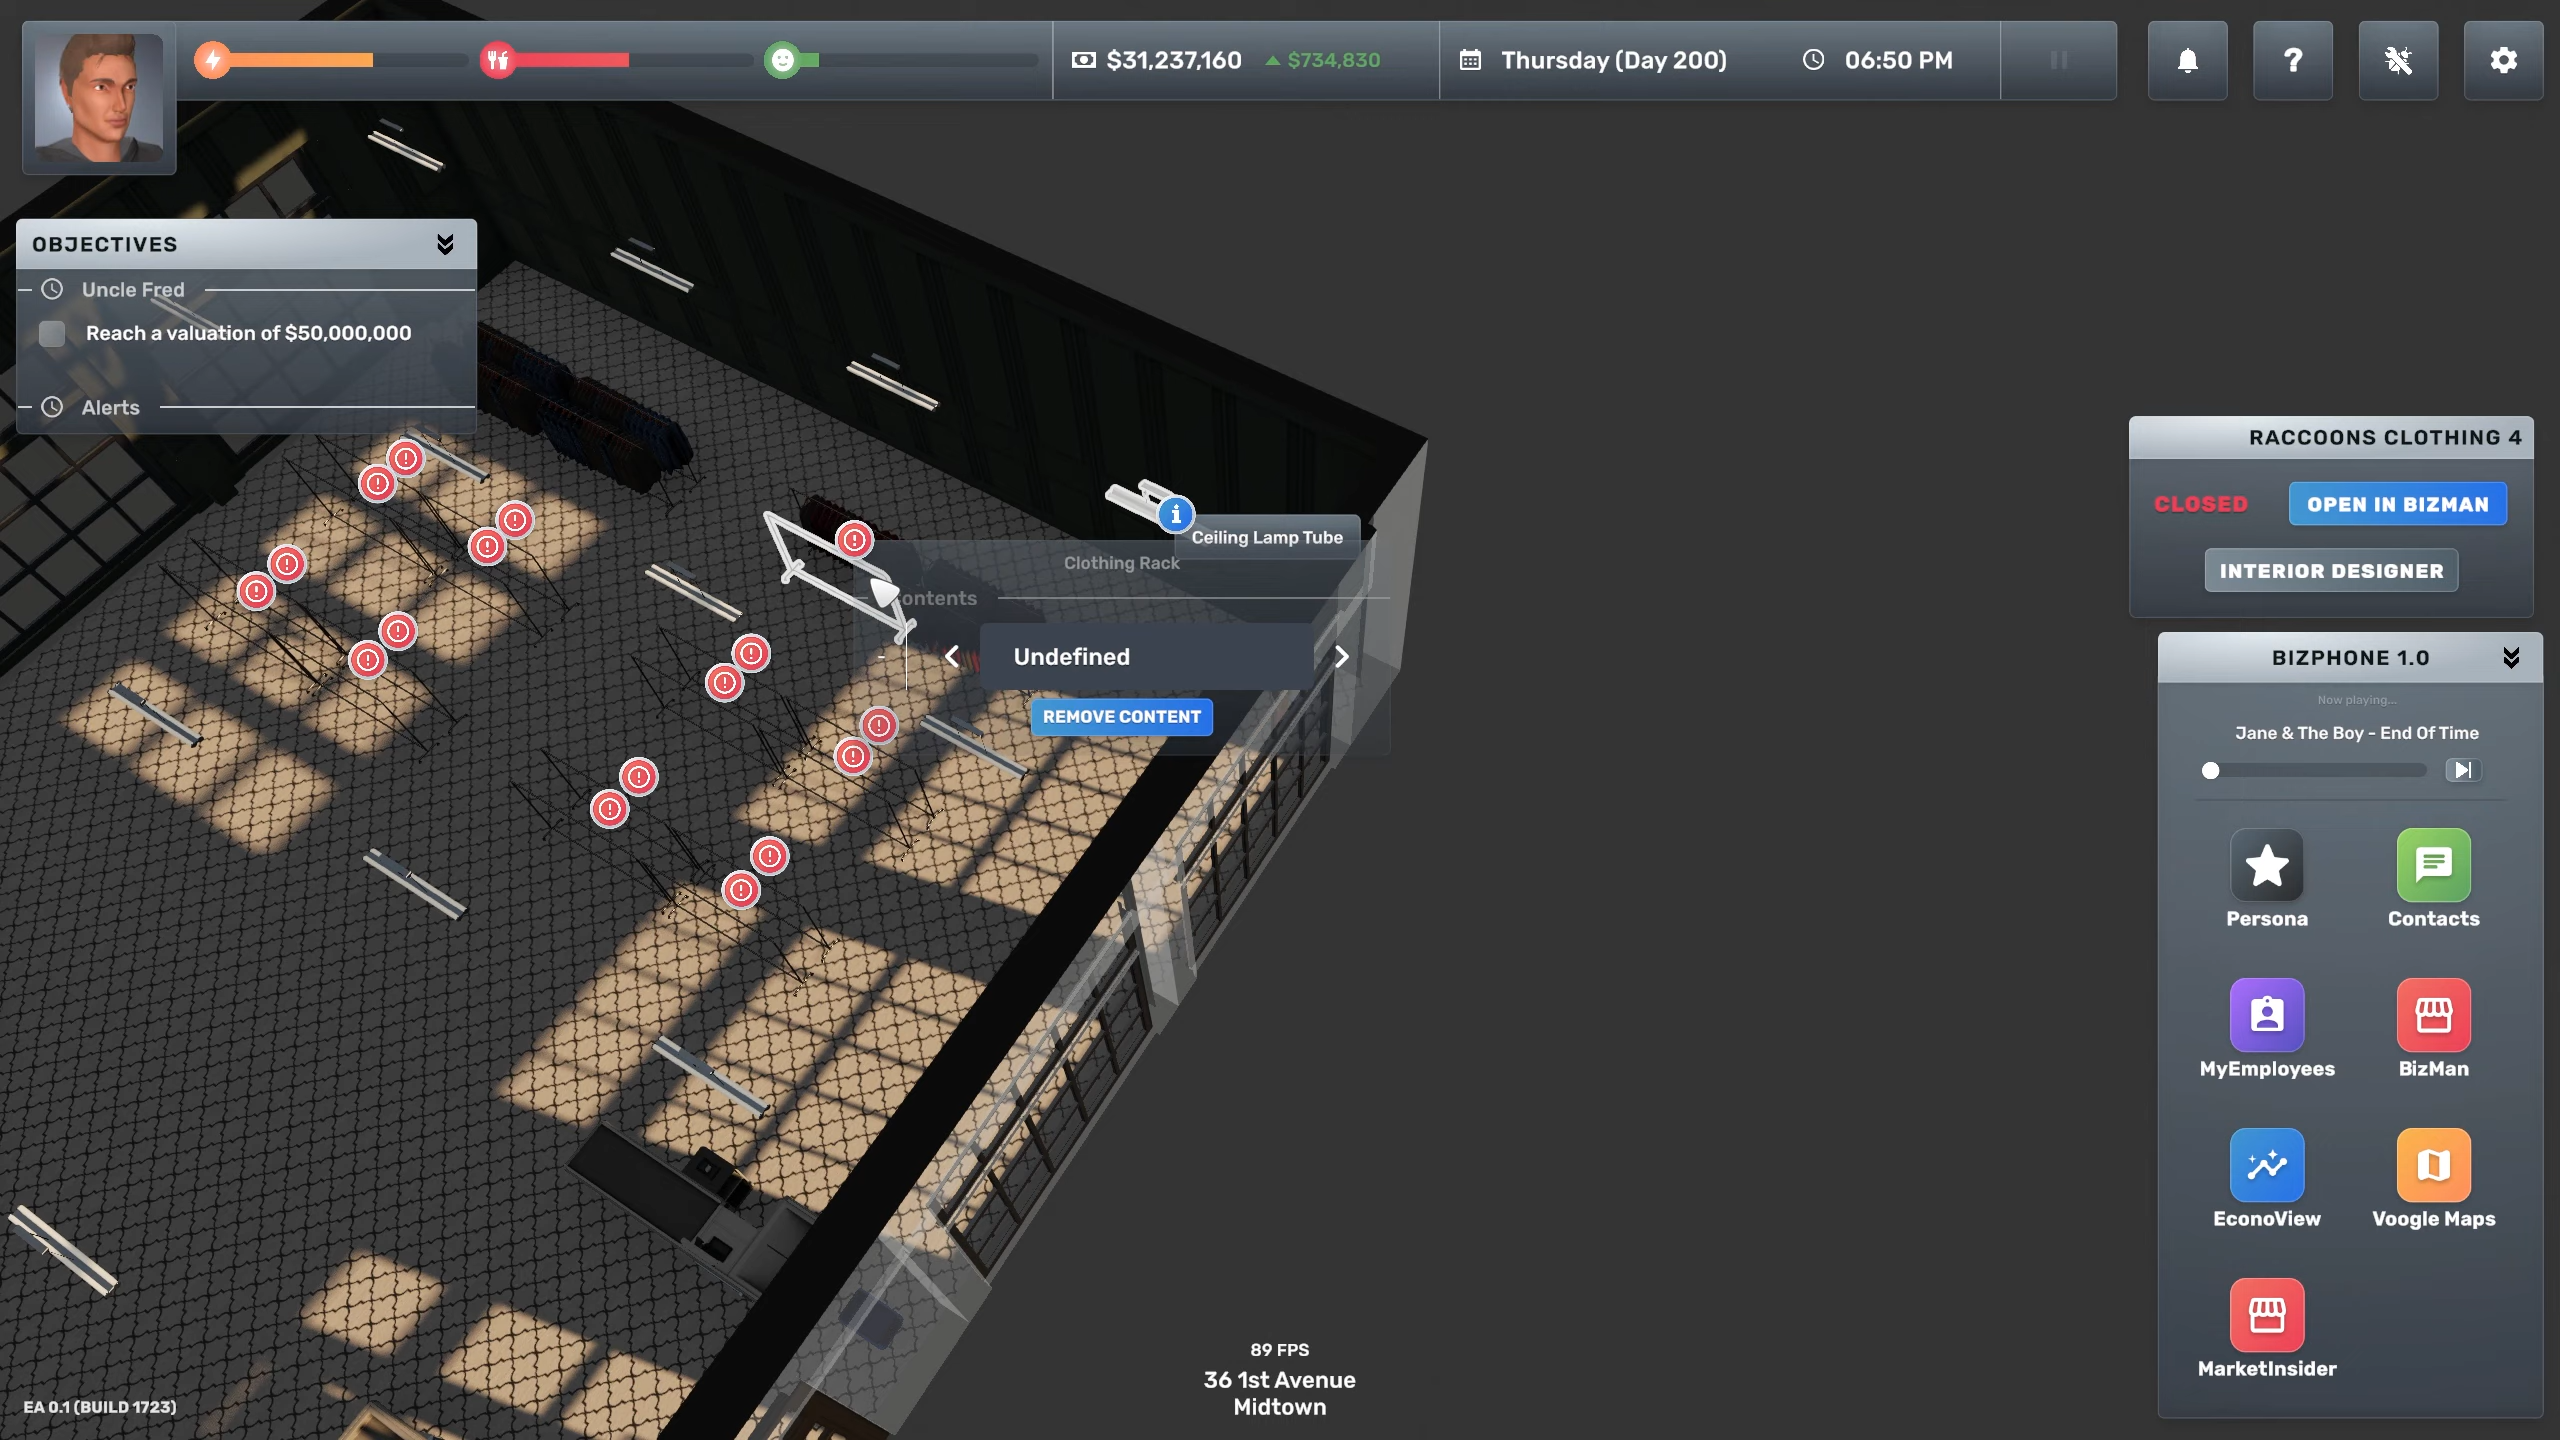 $31,237,160
$734,830
Thursday (Day 200)
06:50 PM
?
OBJECTIVES
Uncle Fred
Reach a valuation of $50,000,000
Alerts
Ceiling Lamp Tube
Clothing Rack
ontents
Undefined
REMOVE CONTENT
RACCOONS CLOTHING 4
CLOSED
OPEN IN BIZMAN
INTERIOR DESIGNER
BIZPHONE 1.0
Now playing...
Jane & The Boy - End Of Time
Persona
Contacts
MyEmployees
BizMan
EconoView
Voogle Maps
MarketInsider
89 FPS
36 1st Avenue
Midtown
EA 0.1 (BUILD 1723)